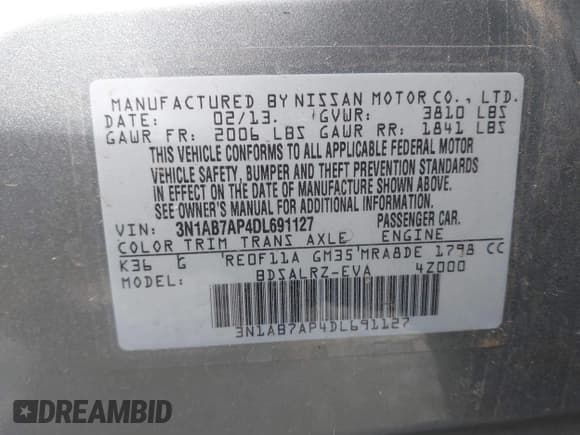 MANUFACTURED BY NISSAN MOTOR CO., LTD.
DATE: 02/13. GVWR: 3810 LBS
GAWR FR: 2006 LBS GAWR RR: 1841 LBS
THIS VEHICLE CONFORMS TO ALL APPLICABLE FEDERAL MOTOR
VEHICLE SAFETY, BUMPER AND THEFT PREVENTION STANDARDS
IN EFFECT ON THE DATE OF MANUFACTURE SHOWN ABOVE.
SEE OWNER'S MANUAL FOR ADDITIONAL INFORMATION.
VIN: 3N1AB7AP4DL691127 PASSENGER CAR.
COLOR TRIM TRANS AXLE ENGINE
K36 G RE0F11A GM35 MRA8DE 1798 CC
MODEL: BDSALRZ-EVA 4Z000
3N1AB7AP4DL691127
DREAMBID